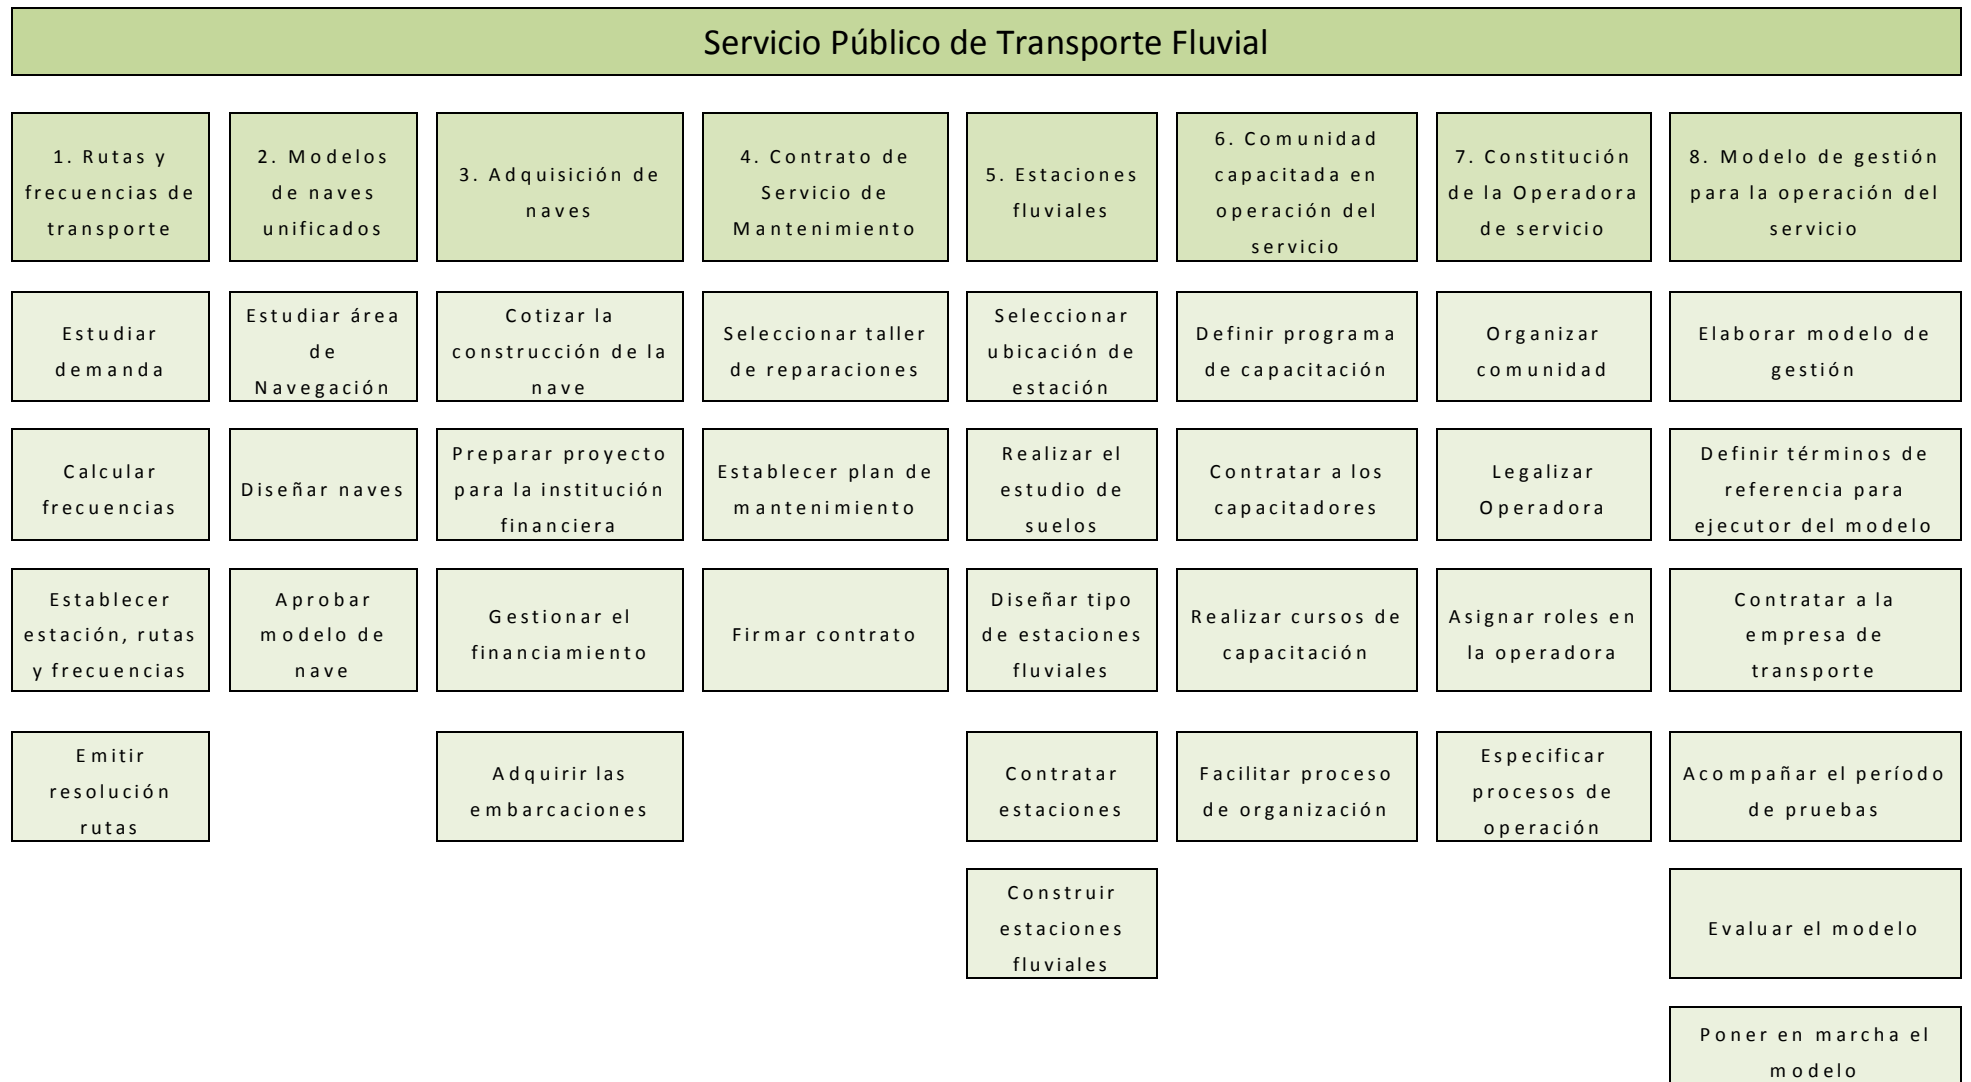 Servicio Público de Transporte Fluvial
1. Rutas y
frecuencias de
transporte
2. Modelos
de naves
unificados
3. Adquisición de
naves
4. Contrato de
Servicio de
Mantenimiento
5. Estaciones
fluviales
6. Comunidad
capacitada en
operación del
servicio
7. Constitución
de la Operadora
de servicio
8. Modelo de gestión
para la operación del
servicio
Estudiar
demanda
Estudiar área
de
Navegación
Cotizar la
construcción de la
nave
Seleccionar taller
de reparaciones
Seleccionar
ubicación de
estación
Definir programa
de capacitación
Organizar
comunidad
Elaborar modelo de
gestión
Calcular
frecuencias
Diseñar naves
Preparar proyecto
para la institución
financiera
Establecer plan de
mantenimiento
Realizar el
estudio de
suelos
Contratar a los
capacitadores
Legalizar
Operadora
Definir términos de
referencia para
ejecutor del modelo
Establecer
estación, rutas
y frecuencias
Aprobar
modelo de
nave
Gestionar el
financiamiento
Firmar contrato
Diseñar tipo
de estaciones
fluviales
Realizar cursos de
capacitación
Asignar roles en
la operadora
Contratar a la
empresa de
transporte
Emitir
resolución
rutas
Adquirir las
embarcaciones
Contratar
estaciones
Facilitar proceso
de organización
Especificar
procesos de
operación
Acompañar el período
de pruebas
Construir
estaciones
fluviales
Evaluar el modelo
Poner en marcha el
modelo